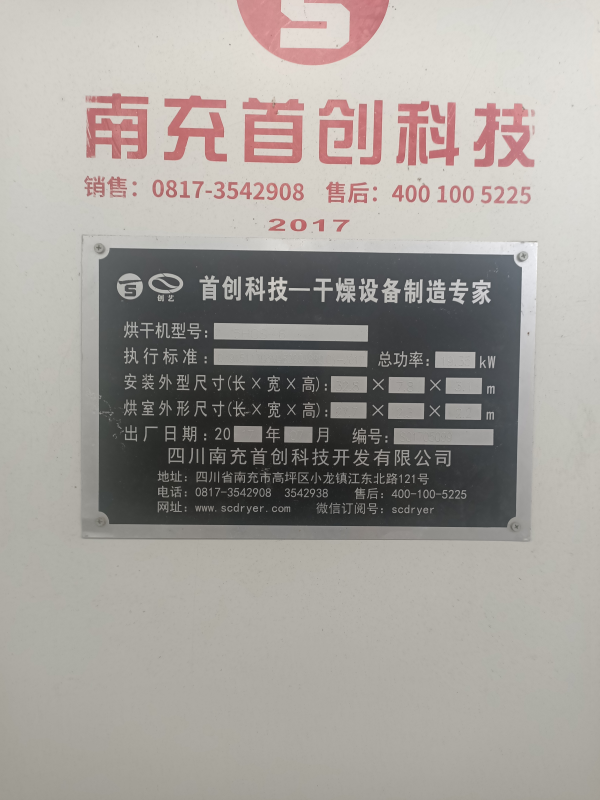 南充首创科技
销售：0817-3542908 售后：400 100 5225
2017
创艺 首创科技—干燥设备制造专家
烘干机型号：
执行标准： 总功率： kW
安装外型尺寸(长×宽×高)： × × m
烘室外形尺寸(长×宽×高)： × × m
出厂日期：20 年 月 编号：
四川南充首创科技开发有限公司
地址：四川省南充市高坪区小龙镇江东北路121号
电话：0817-3542908 3542938 售后：400-100-5225
网址：www.scdryer.com 微信订阅号：scdryer